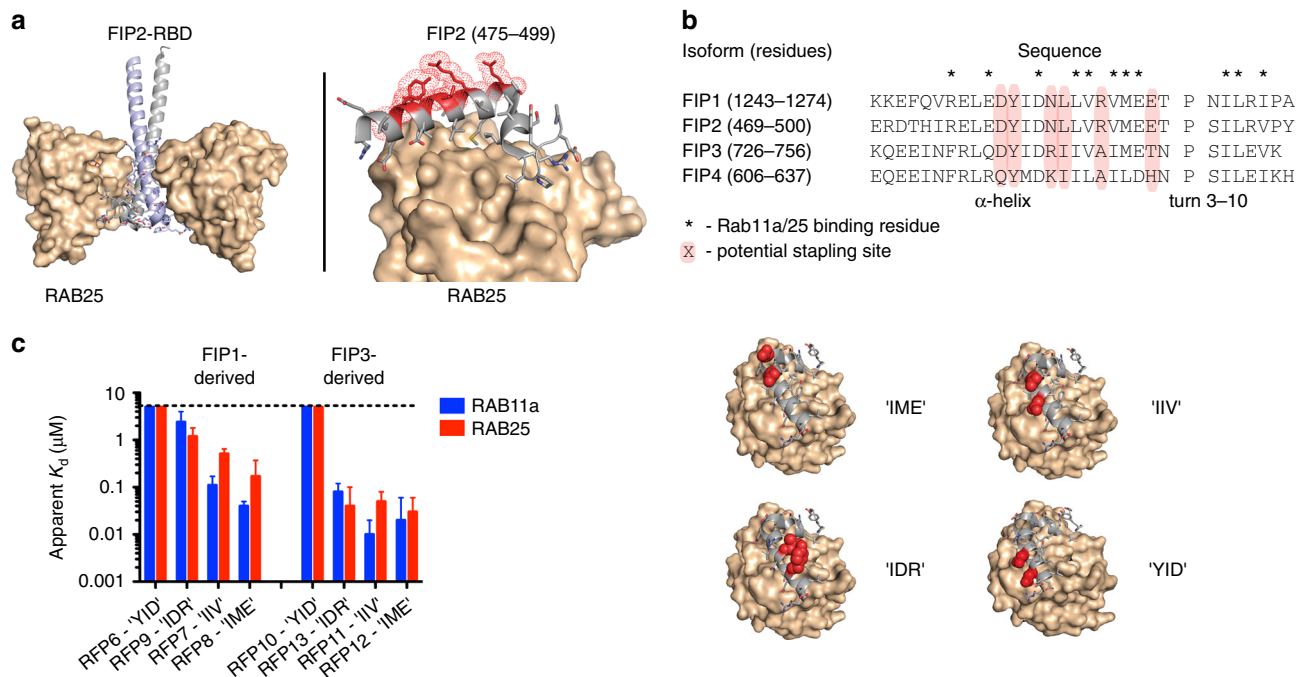 a
FIP2-RBD
FIP2 (475–499)
RAB25
RAB25
b
Isoform (residues)
Sequence
* * * * * * * * * * *
FIP1 (1243–1274) KKEFQVRELEDYIDNLLVRVMEET P NILRIPA
FIP2 (469–500) ERDTHIRELEDYIDNLLVRVMEET P SILRVPY
FIP3 (726–756) KQEEINFRLQDYIDRIIVAIMETN P SILEVK
FIP4 (606–637) EQEEINFRLRQYMDKIILAILDHN P SILEIKH
α-helix
turn 3–10
* - Rab11a/25 binding residue
X - potential stapling site
c
FIP1-derived
FIP3-derived
RAB11a
RAB25
Apparent Kd (μM)
10
1
0.1
0.01
0.001
RFP6 - 'YID'
RFP9 - 'IDR'
RFP7 - 'IIV'
RFP8 - 'IME'
RFP10 - 'YID'
RFP13 - 'IDR'
RFP11 - 'IIV'
RFP12 - 'IME'
'IME'
'IIV'
'IDR'
'YID'